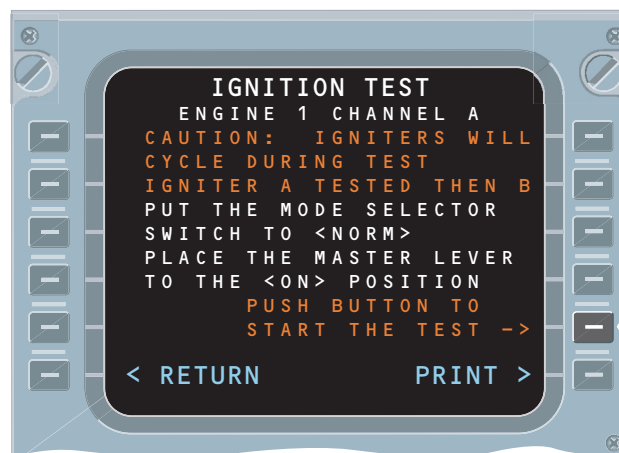 IGNITION TEST
ENGINE 1 CHANNEL A
CAUTION: IGNITERS WILL
CYCLE DURING TEST
IGNITER A TESTED THEN B
PUT THE MODE SELECTOR
SWITCH TO <NORM>
PLACE THE MASTER LEVER
TO THE <ON> POSITION
PUSH BUTTON TO
START THE TEST –>
< RETURN PRINT >